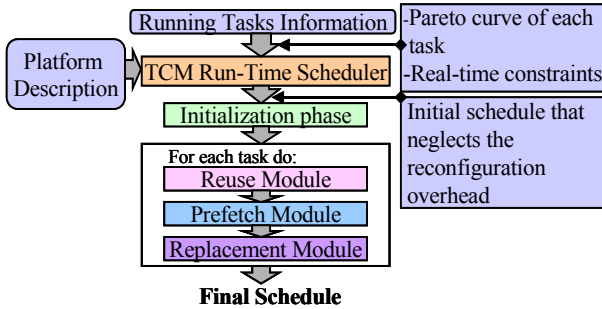 Running Tasks Information
-Pareto curve of each
task
-Real-time constraints
Platform
Description
TCM Run-Time Scheduler
Initialization phase
Initial schedule that
neglects the
reconfiguration
overhead
For each task do:
Reuse Module
Prefetch Module
Replacement Module
Final Schedule